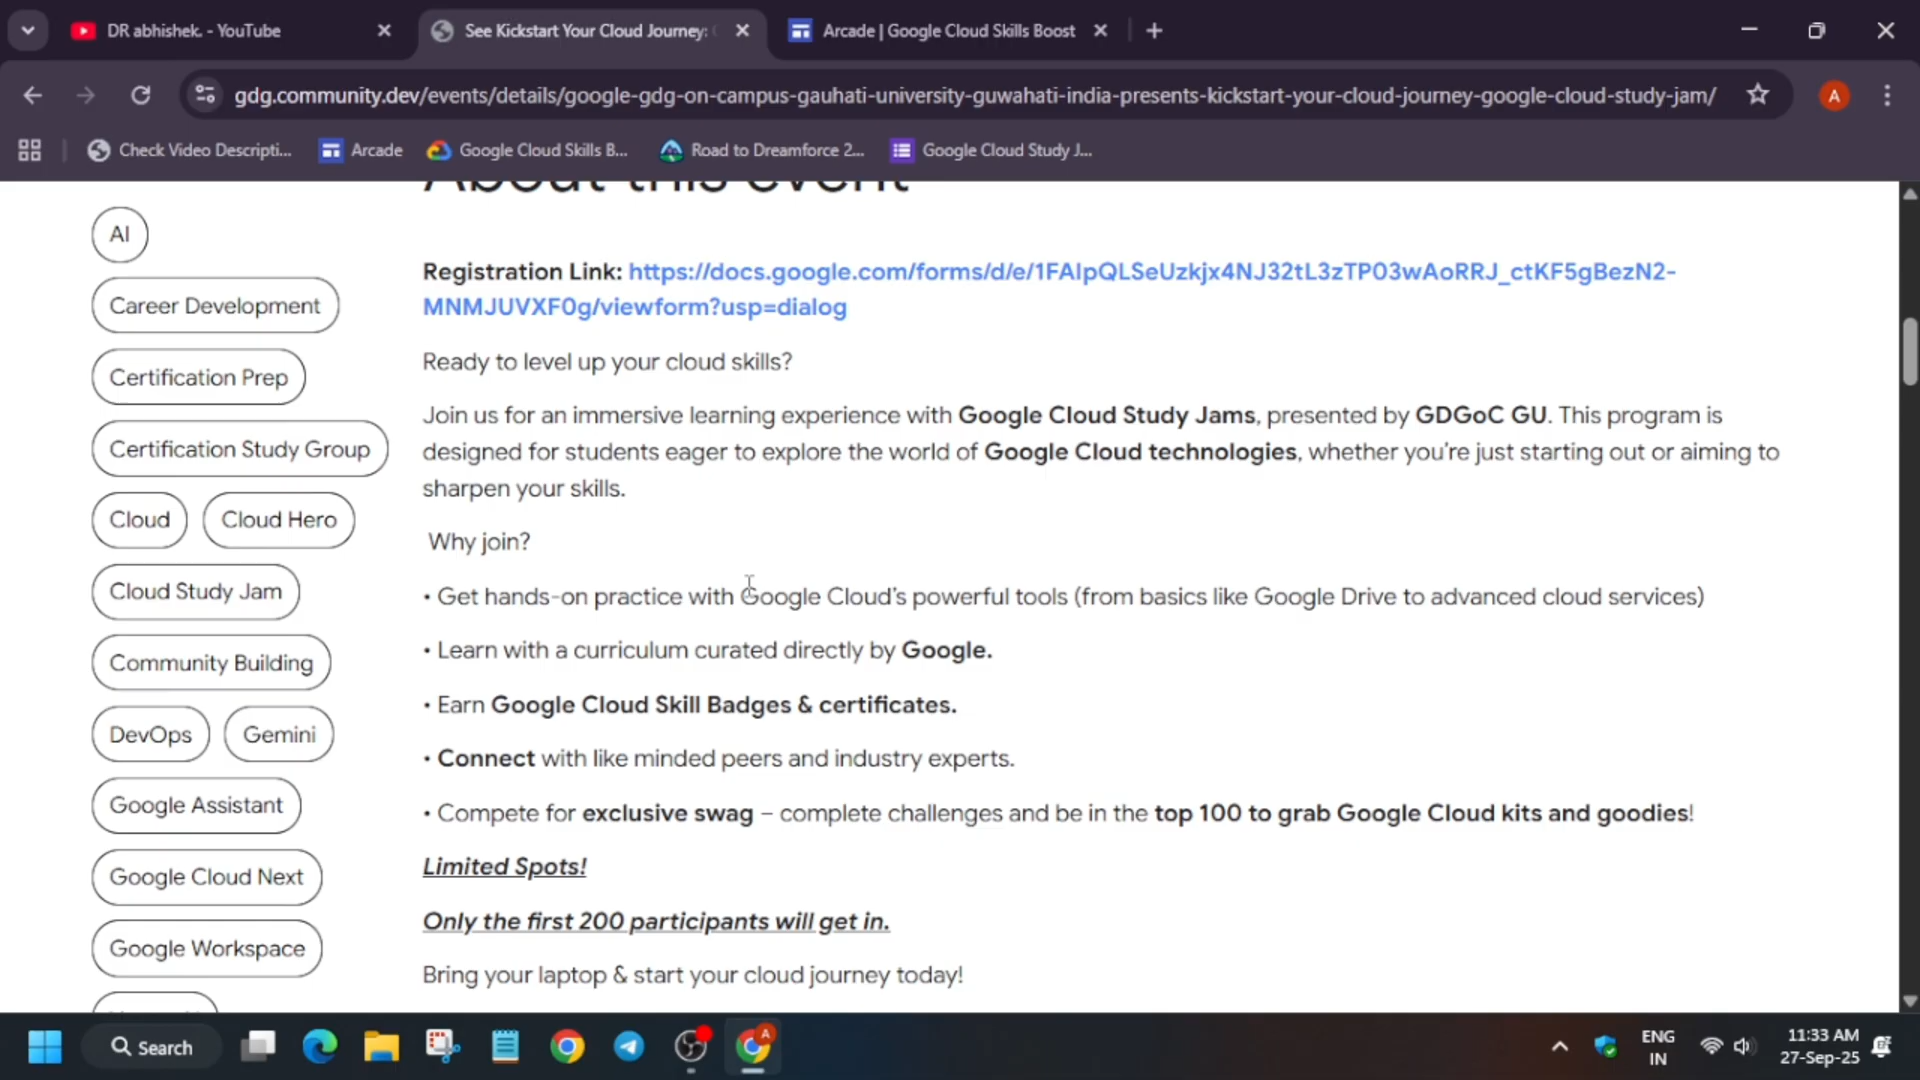 DR abhishek. - YouTube
See Kickstart Your Cloud Journey:
Arcade | Google Cloud Skills Boost
gdg.community.dev/events/details/google-gdg-on-campus-gauhati-university-guwahati-india-presents-kickstart-your-cloud-journey-google-cloud-study-jam/
A
Check Video Descripti...
Arcade
Google Cloud Skills B...
Road to Dreamforce 2...
Google Cloud Study J...
About this event
AI
Career Development
Certification Prep
Certification Study Group
Cloud
Cloud Hero
Cloud Study Jam
Community Building
DevOps
Gemini
Google Assistant
Google Cloud Next
Google Workspace
Registration Link: https://docs.google.com/forms/d/e/1FAIpQLSeUzkjx4NJ32tL3zTP03wAoRRJ_ctKF5gBezN2-
MNMJUVXF0g/viewform?usp=dialog
Ready to level up your cloud skills?
Join us for an immersive learning experience with Google Cloud Study Jams, presented by GDGoC GU. This program is
designed for students eager to explore the world of Google Cloud technologies, whether you’re just starting out or aiming to
sharpen your skills.
Why join?
• Get hands-on practice with Google Cloud’s powerful tools (from basics like Google Drive to advanced cloud services)
• Learn with a curriculum curated directly by Google.
• Earn Google Cloud Skill Badges & certificates.
• Connect with like minded peers and industry experts.
• Compete for exclusive swag – complete challenges and be in the top 100 to grab Google Cloud kits and goodies!
Limited Spots!
Only the first 200 participants will get in.
Bring your laptop & start your cloud journey today!
Search
A
ENG
IN
11:33 AM
27-Sep-25